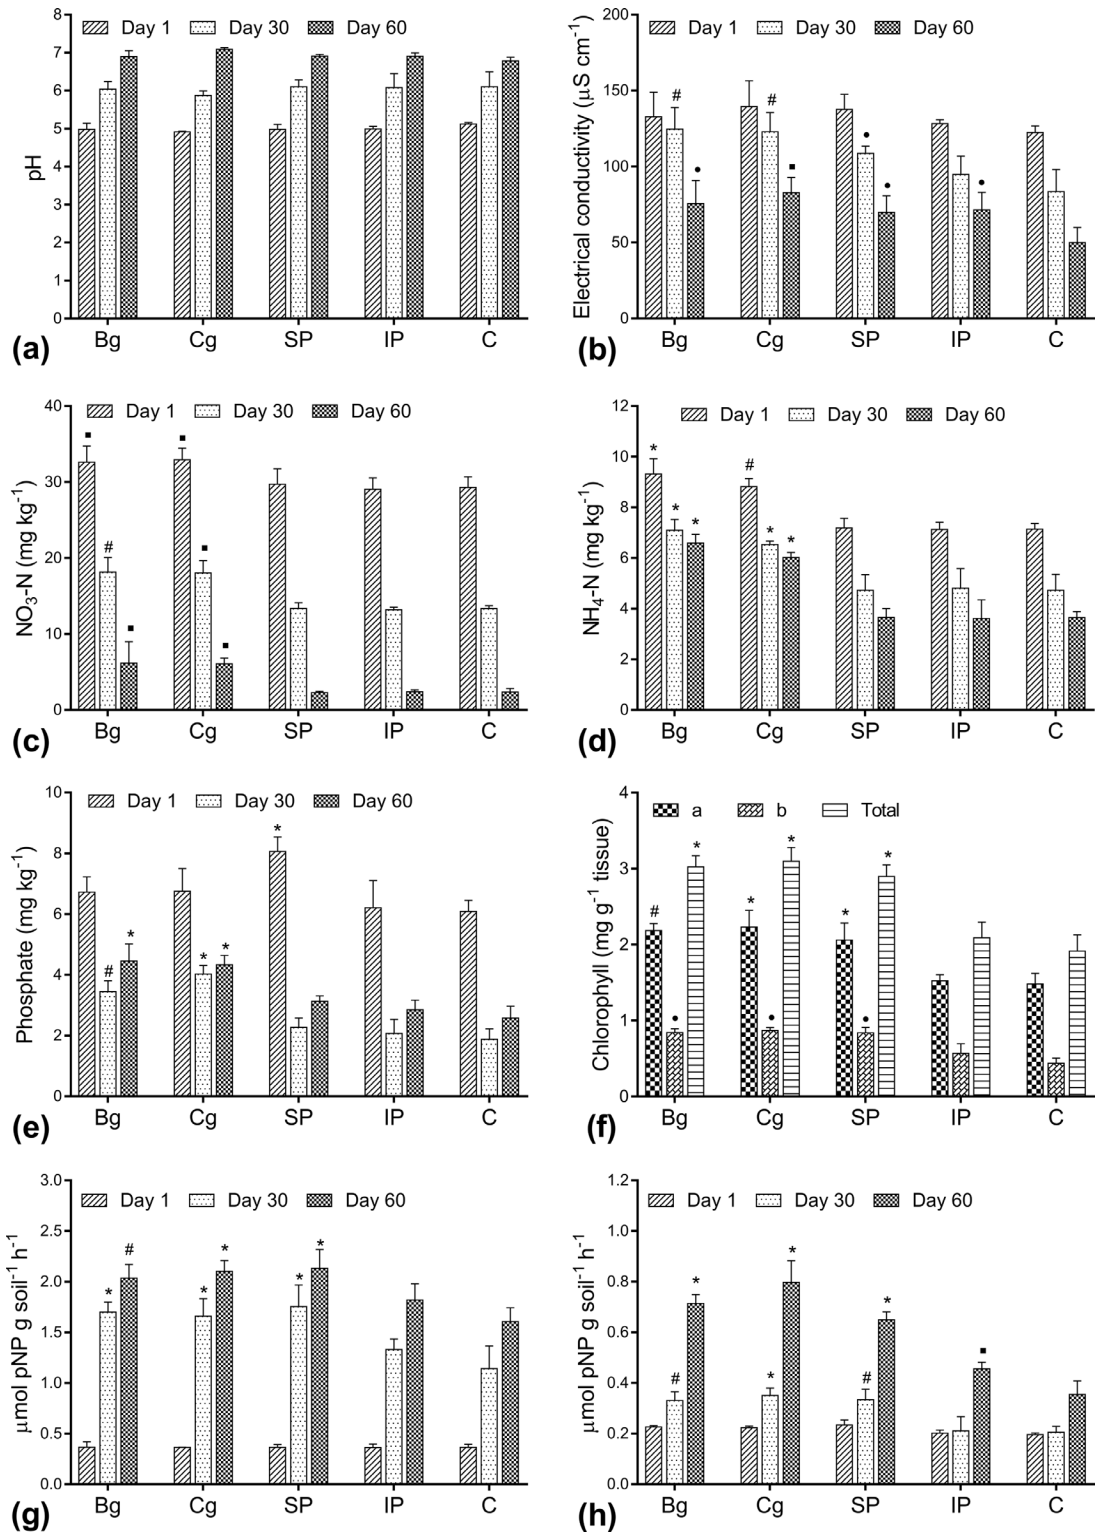 Day 1 Day 30 Day 60
8
7
6
5
4
3
2
1
0
pH
Bg Cg SP IP C
(a)
Day 1 Day 30 Day 60
200
150
100
50
0
Electrical conductivity (μS cm⁻¹)
# # • ■ • • •
Bg Cg SP IP C
(b)
Day 1 Day 30 Day 60
40
30
20
10
0
NO₃-N (mg kg⁻¹)
■ # ■ ■ ■ ■
Bg Cg SP IP C
(c)
Day 1 Day 30 Day 60
12
10
8
6
4
2
0
NH₄-N (mg kg⁻¹)
* * * # * *
Bg Cg SP IP C
(d)
Day 1 Day 30 Day 60
10
8
6
4
2
0
Phosphate (mg kg⁻¹)
# * * * *
Bg Cg SP IP C
(e)
a b Total
4
3
2
1
0
Chlorophyll (mg g⁻¹ tissue)
# • * * • * * • *
Bg Cg SP IP C
(f)
Day 1 Day 30 Day 60
3.0
2.5
2.0
1.5
1.0
0.5
0.0
μmol pNP g soil⁻¹ h⁻¹
* # * * * *
Bg Cg SP IP C
(g)
Day 1 Day 30 Day 60
1.2
1.0
0.8
0.6
0.4
0.2
0.0
μmol pNP g soil⁻¹ h⁻¹
# * * * # * ■
Bg Cg SP IP C
(h)